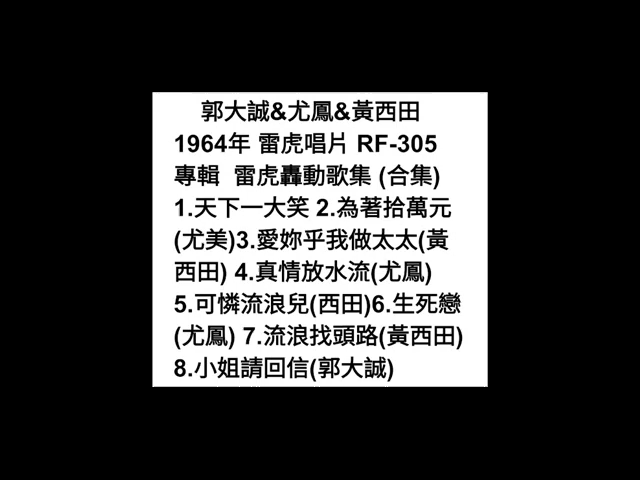 郭大誠&尤鳳&黃西田
1964年 雷虎唱片 RF-305
專輯 雷虎轟動歌集 (合集)
1.天下一大笑 2.為著拾萬元
(尤美)3.愛妳乎我做太太(黃
西田) 4.真情放水流(尤鳳)
5.可憐流浪兒(西田)6.生死戀
(尤鳳) 7.流浪找頭路(黃西田)
8.小姐請回信(郭大誠)